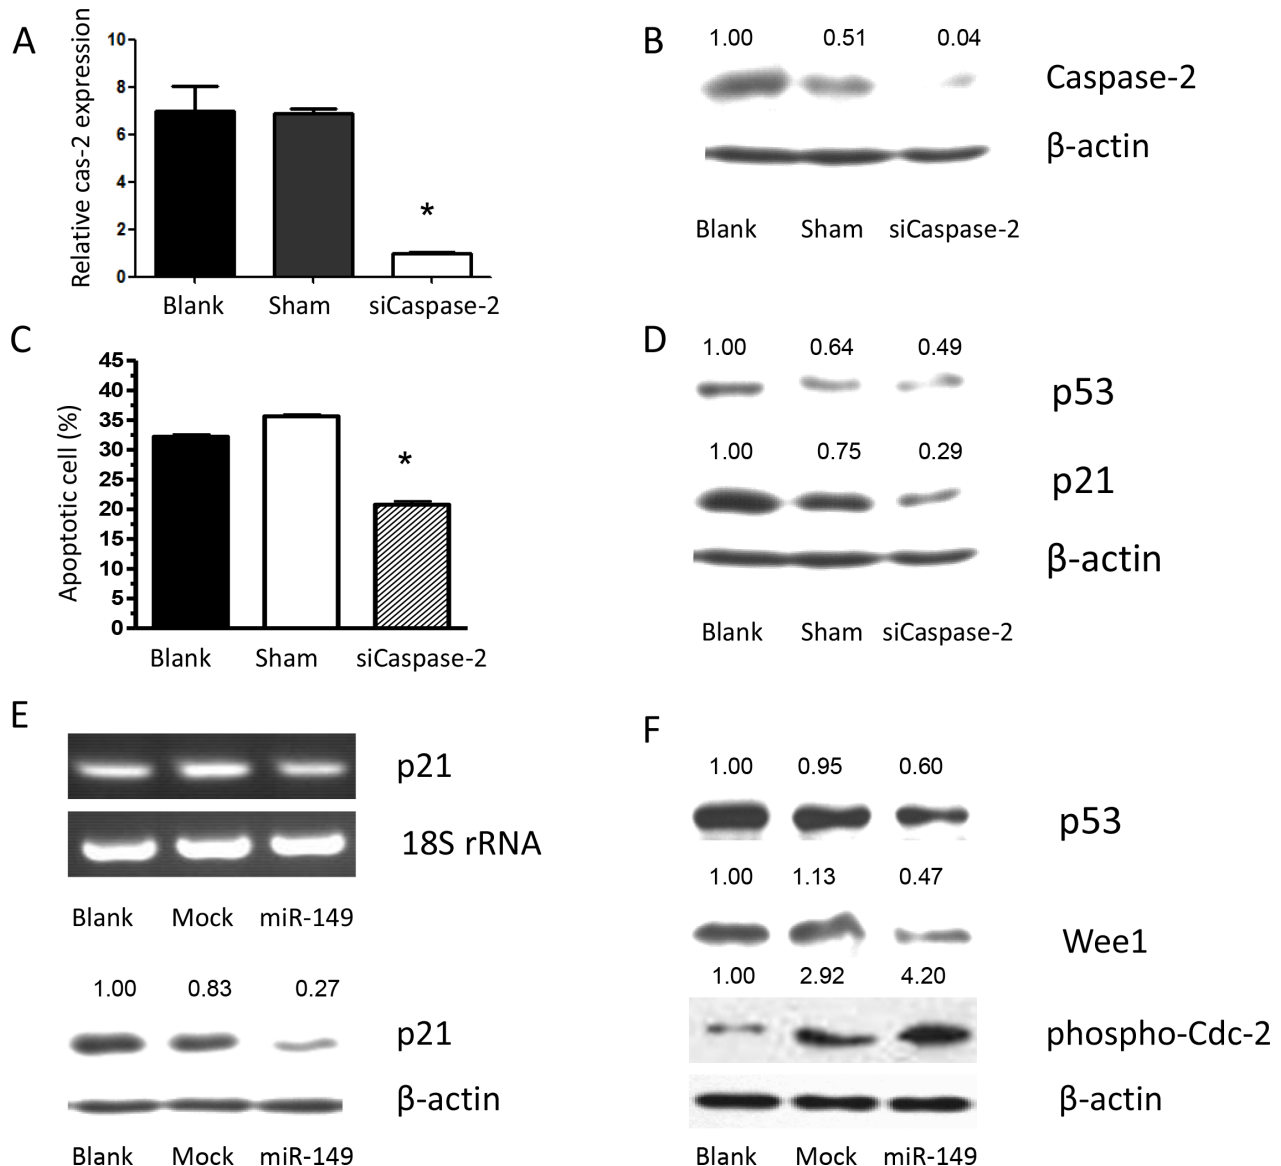 A
Relative cas-2 expression
10
8
6
4
2
0
*
Blank Sham siCaspase-2
B
1.00 0.51 0.04
Caspase-2
β-actin
Blank Sham siCaspase-2
C
Apoptotic cell (%)
45
40
35
30
25
20
15
10
5
0
*
Blank Sham siCaspase-2
D
1.00 0.64 0.49
p53
1.00 0.75 0.29
p21
β-actin
Blank Sham siCaspase-2
E
p21
18S rRNA
Blank Mock miR-149
1.00 0.83 0.27
p21
β-actin
Blank Mock miR-149
F
1.00 0.95 0.60
p53
1.00 1.13 0.47
Wee1
1.00 2.92 4.20
phospho-Cdc-2
β-actin
Blank Mock miR-149